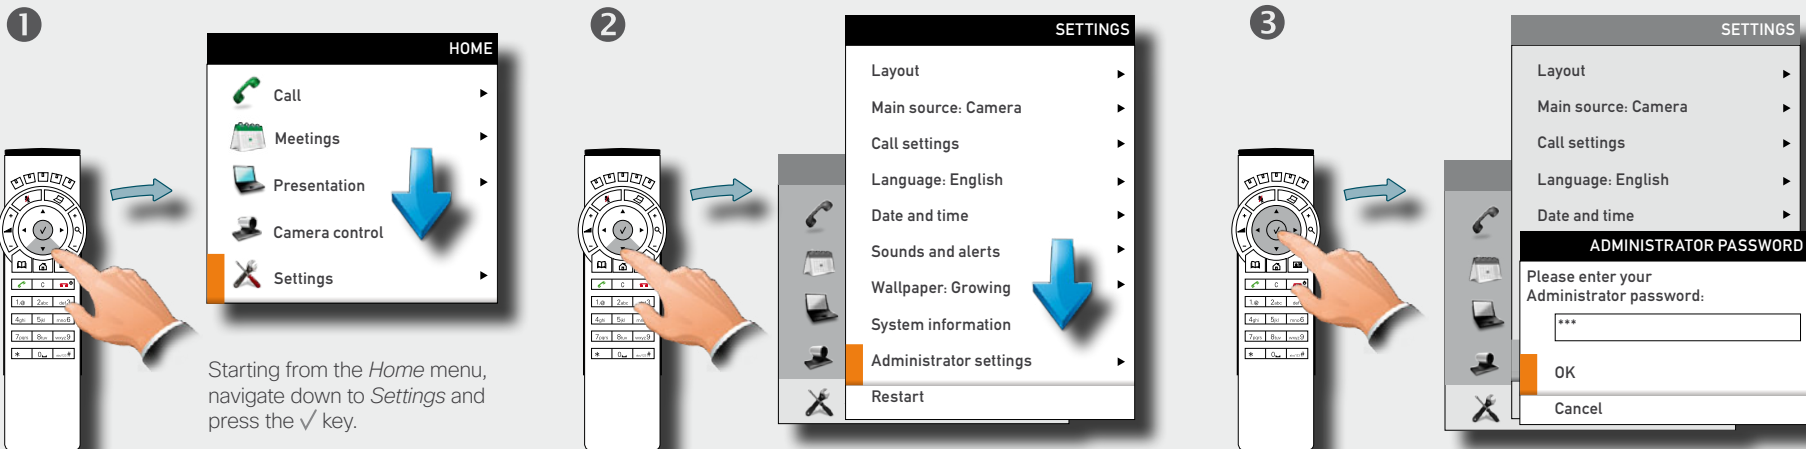 1
HOME
Call
Meetings
Presentation
Camera control
Settings
Starting from the Home menu,
navigate down to Settings and
press the ✓ key.
2
SETTINGS
Layout
Main source: Camera
Call settings
Language: English
Date and time
Sounds and alerts
Wallpaper: Growing
System information
Administrator settings
Restart
3
SETTINGS
Layout
Main source: Camera
Call settings
Language: English
Date and time
ADMINISTRATOR PASSWORD
Please enter your
Administrator password:
***
OK
Cancel